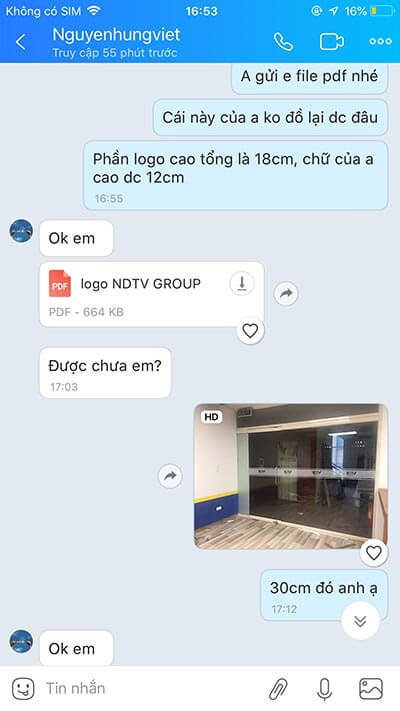 Không có SIM
16:53
16%
Nguyenhungviet
Truy cập 55 phút trước
A gửi e file pdf nhé
Cái này của a ko đồ lại dc đâu
Phần logo cao tổng là 18cm, chữ của a
cao dc 12cm
16:55
Ok em
PDF
logo NDTV GROUP
PDF - 664 KB
Được chưa em?
17:03
HD
30cm đó anh ạ
17:12
Ok em
Tin nhắn